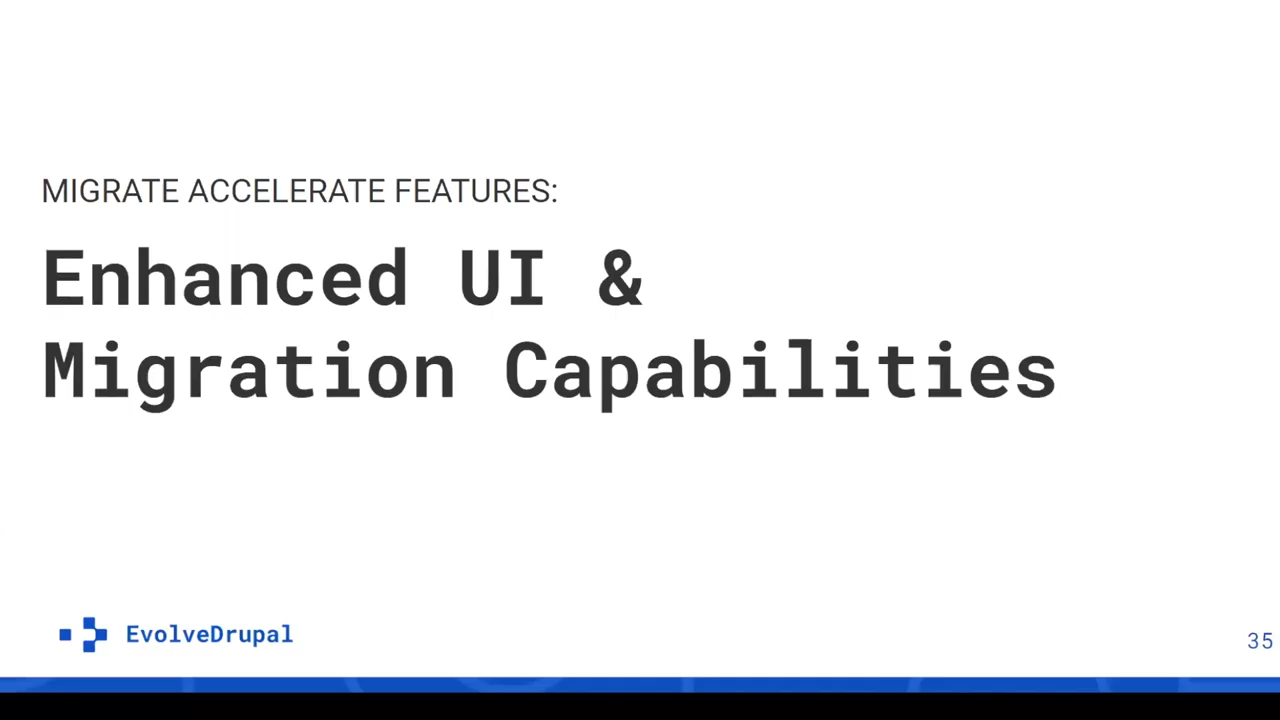 MIGRATE ACCELERATE FEATURES:
Enhanced UI &
Migration Capabilities
EvolveDrupal
35